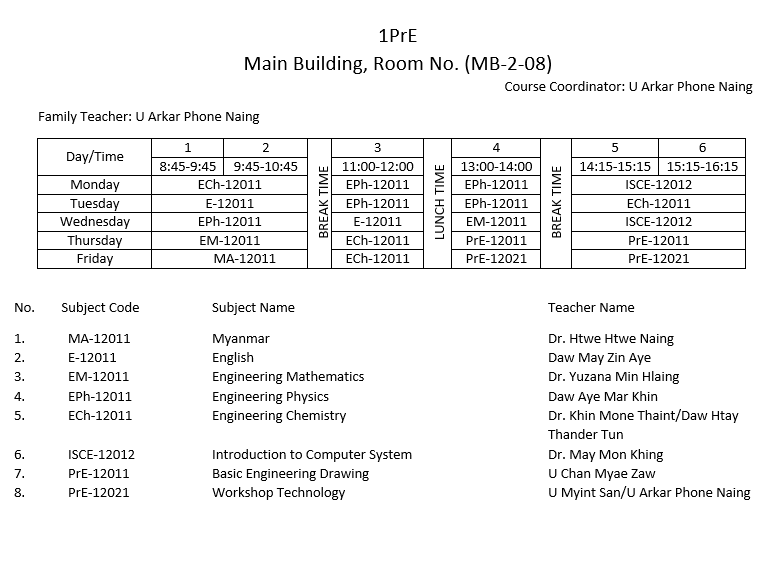 1PrE
Main Building, Room No. (MB-2-08)
Course Coordinator: U Arkar Phone Naing
Family Teacher: U Arkar Phone Naing
Day/Time 1 2 BREAK TIME 3 LUNCH TIME 4 BREAK TIME 5 6
8:45-9:45 9:45-10:45 11:00-12:00 13:00-14:00 14:15-15:15 15:15-16:15
Monday ECh-12011 EPh-12011 EPh-12011 ISCE-12012
Tuesday E-12011 EPh-12011 EPh-12011 ECh-12011
Wednesday EPh-12011 E-12011 EM-12011 ISCE-12012
Thursday EM-12011 ECh-12011 PrE-12011 PrE-12011
Friday MA-12011 ECh-12011 PrE-12021 PrE-12021
No. Subject Code Subject Name Teacher Name
1. MA-12011 Myanmar Dr. Htwe Htwe Naing
2. E-12011 English Daw May Zin Aye
3. EM-12011 Engineering Mathematics Dr. Yuzana Min Hlaing
4. EPh-12011 Engineering Physics Daw Aye Mar Khin
5. ECh-12011 Engineering Chemistry Dr. Khin Mone Thaint/Daw Htay
Thander Tun
6. ISCE-12012 Introduction to Computer System Dr. May Mon Khing
7. PrE-12011 Basic Engineering Drawing U Chan Myae Zaw
8. PrE-12021 Workshop Technology U Myint San/U Arkar Phone Naing